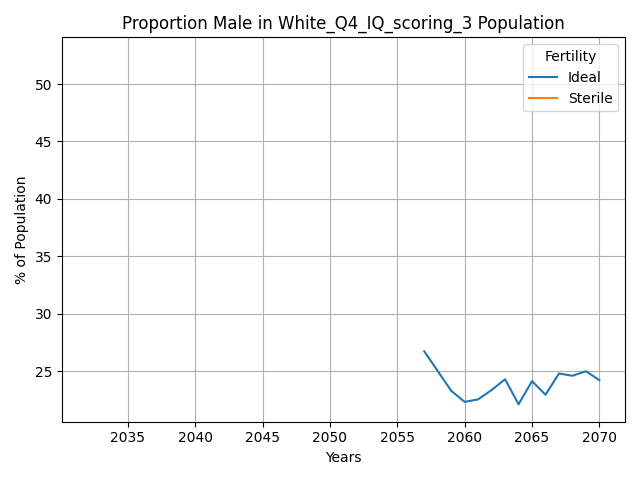 Proportion Male in White_Q4_IQ_scoring_3 Population
Fertility
Ideal
Sterile
% of Population
50
45
40
35
30
25
2035 2040 2045 2050 2055 2060 2065 2070
Years